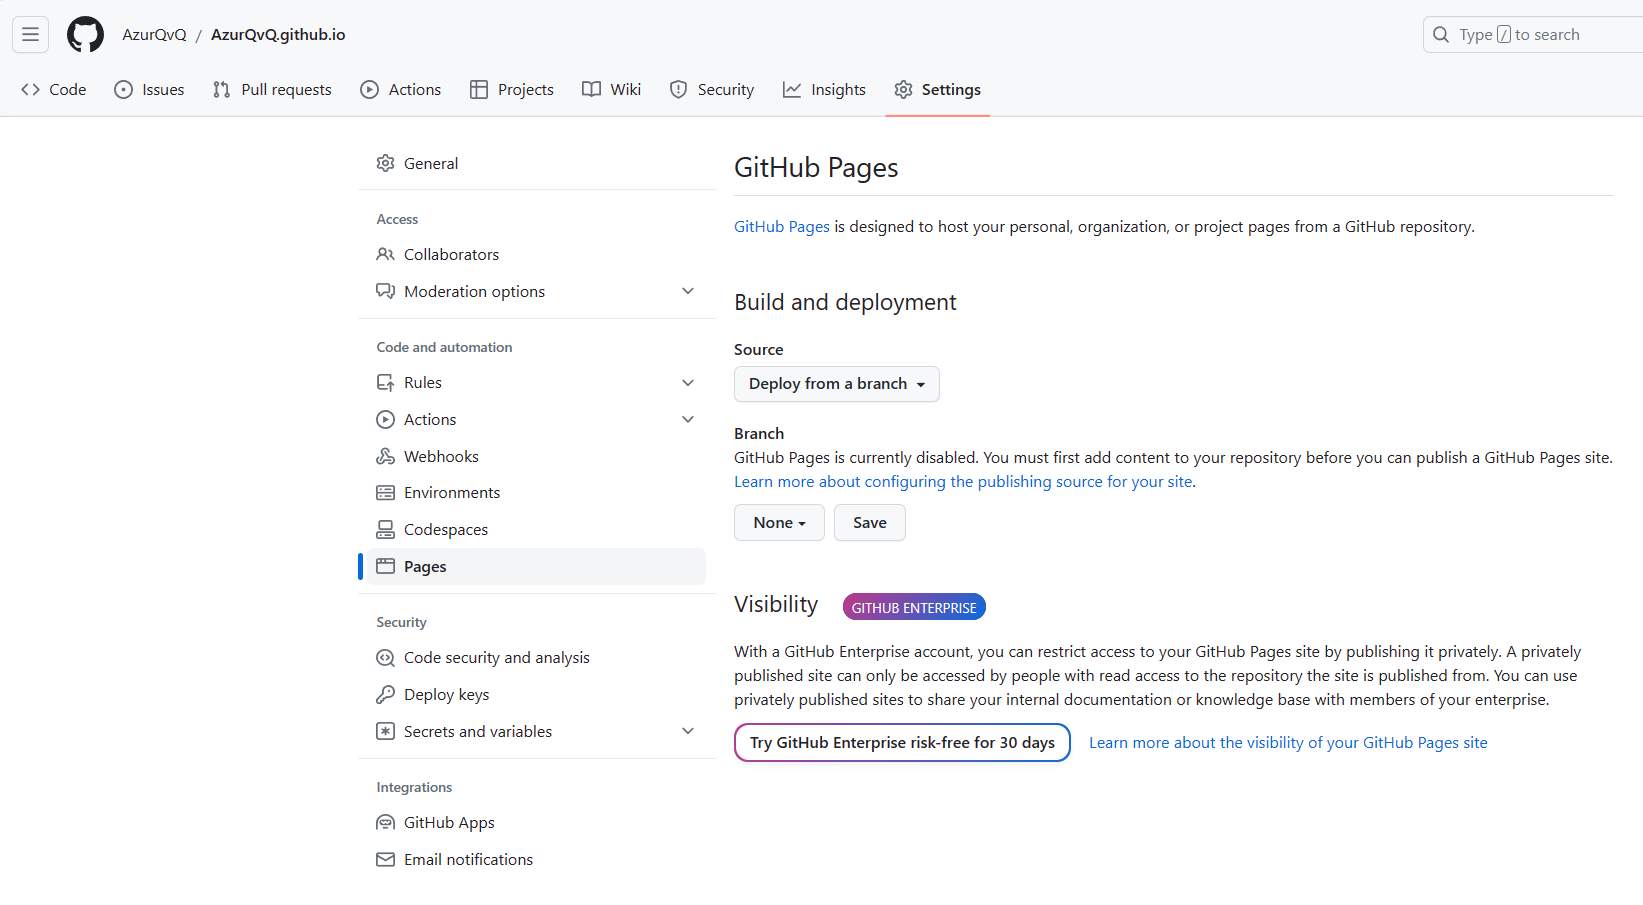 AzurQvQ / AzurQvQ.github.io
Type / to search
Code Issues Pull requests Actions Projects Wiki Security Insights Settings
General
Access
Collaborators
Moderation options
Code and automation
Rules
Actions
Webhooks
Environments
Codespaces
Pages
Security
Code security and analysis
Deploy keys
Secrets and variables
Integrations
GitHub Apps
Email notifications
GitHub Pages
GitHub Pages is designed to host your personal, organization, or project pages from a GitHub repository.
Build and deployment
Source
Deploy from a branch
Branch
GitHub Pages is currently disabled. You must first add content to your repository before you can publish a GitHub Pages site.
Learn more about configuring the publishing source for your site.
None Save
Visibility GITHUB ENTERPRISE
With a GitHub Enterprise account, you can restrict access to your GitHub Pages site by publishing it privately. A privately
published site can only be accessed by people with read access to the repository the site is published from. You can use
privately published sites to share your internal documentation or knowledge base with members of your enterprise.
Try GitHub Enterprise risk-free for 30 days Learn more about the visibility of your GitHub Pages site